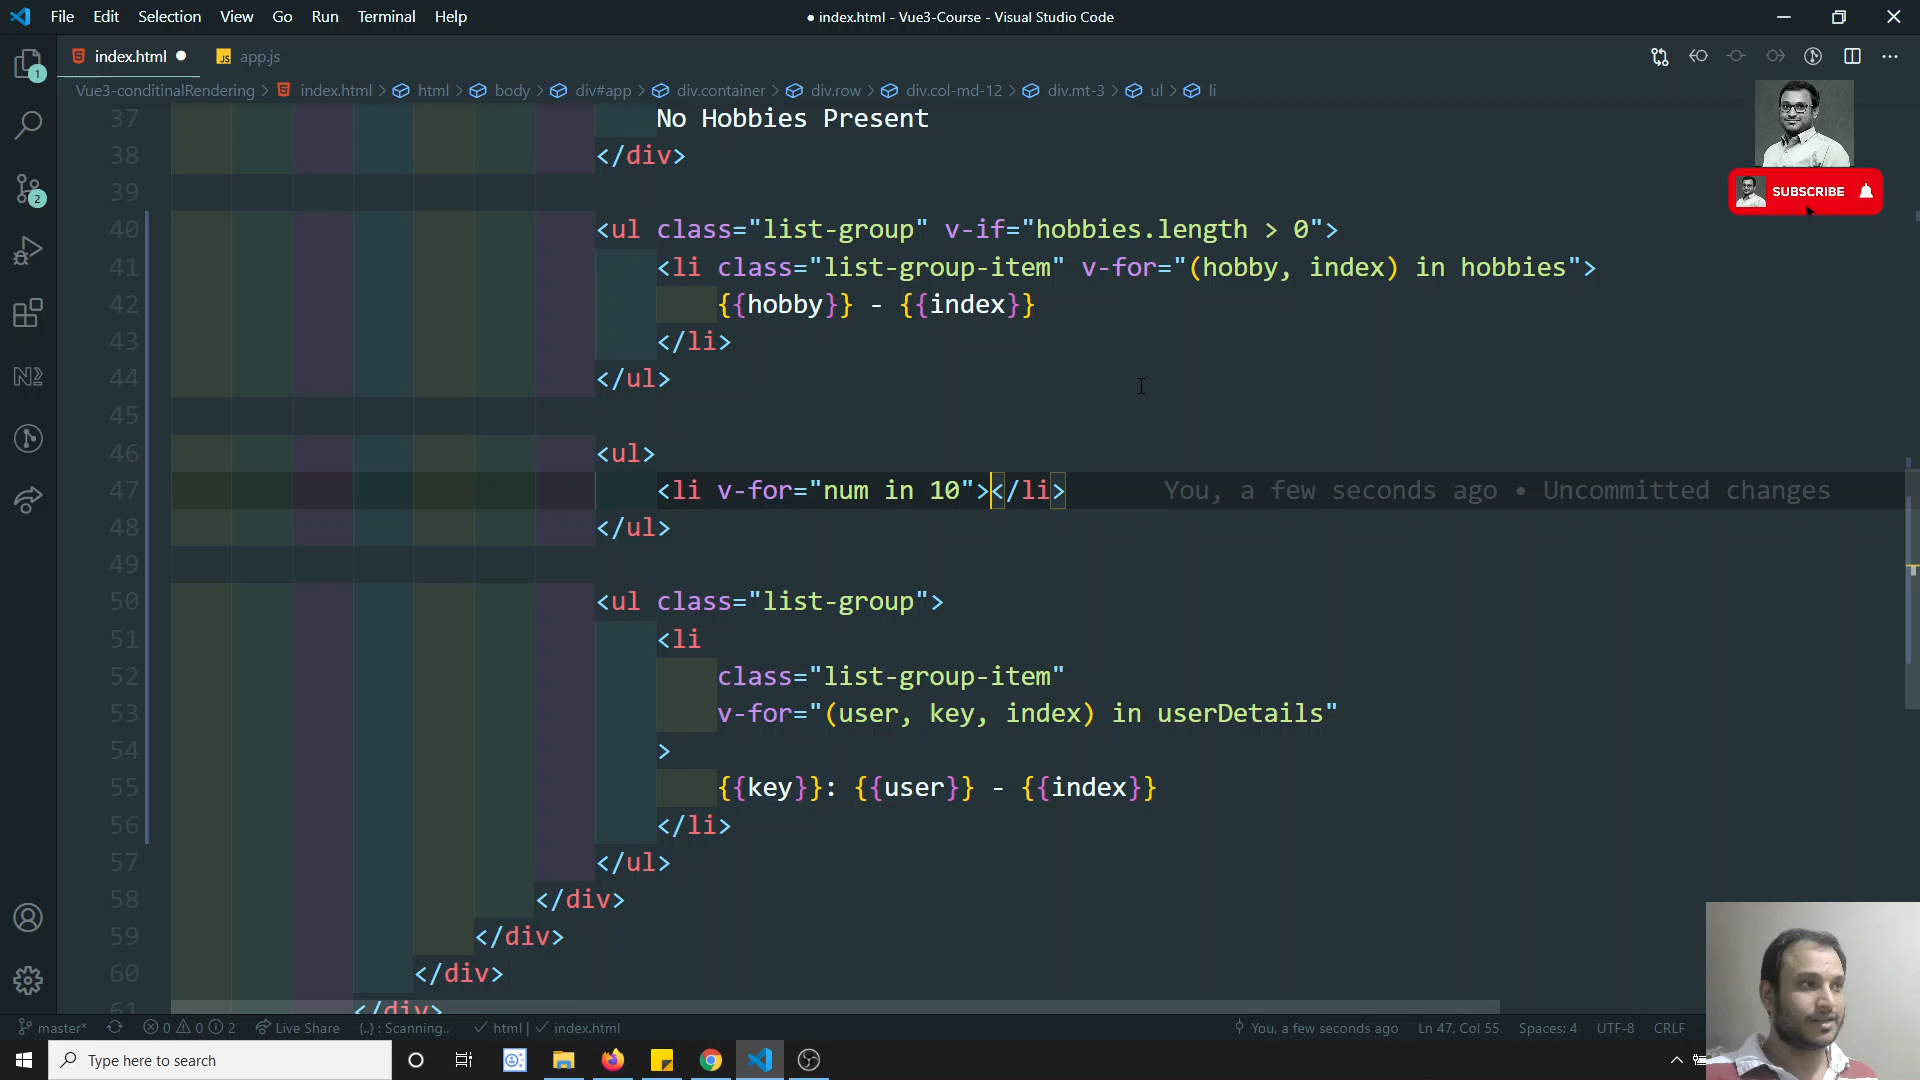 File Edit Selection View Go Run Terminal Help
● index.html - Vue3-Course - Visual Studio Code
index.html ● JS app.js
Vue3-conditinalRendering > index.html > html > body > div#app > div.container > div.row > div.col-md-12 > div.mt-3 > ul > li
37 No Hobbies Present
38 </div>
39
40 <ul class="list-group" v-if="hobbies.length > 0">
41 <li class="list-group-item" v-for="(hobby, index) in hobbies">
42 {{hobby}} - {{index}}
43 </li>
44 </ul>
45
46 <ul>
47 <li v-for="num in 10"></li> You, a few seconds ago • Uncommitted changes
48 </ul>
49
50 <ul class="list-group">
51 <li
52 class="list-group-item"
53 v-for="(user, key, index) in userDetails"
54 >
55 {{key}}: {{user}} - {{index}}
56 </li>
57 </ul>
58 </div>
59 </div>
60 </div>
61 </div>
SUBSCRIBE
1
2
master* 0 0 2 Live Share {..} : Scanning.. ✓ html | ✓ index.html You, a few seconds ago Ln 47, Col 55 Spaces: 4 UTF-8 CRLF
Type here to search